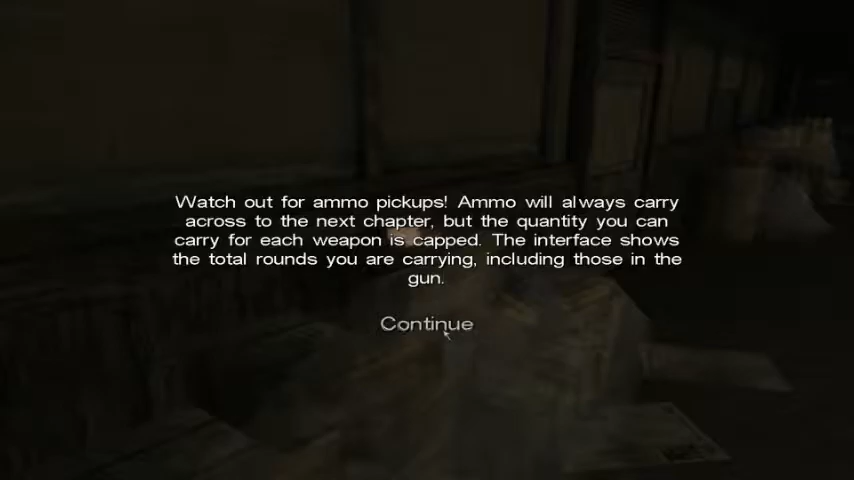 Watch out for ammo pickups! Ammo will always carry
across to the next chapter, but the quantity you can
carry for each weapon is capped. The interface shows
the total rounds you are carrying, including those in the
gun.
Continue